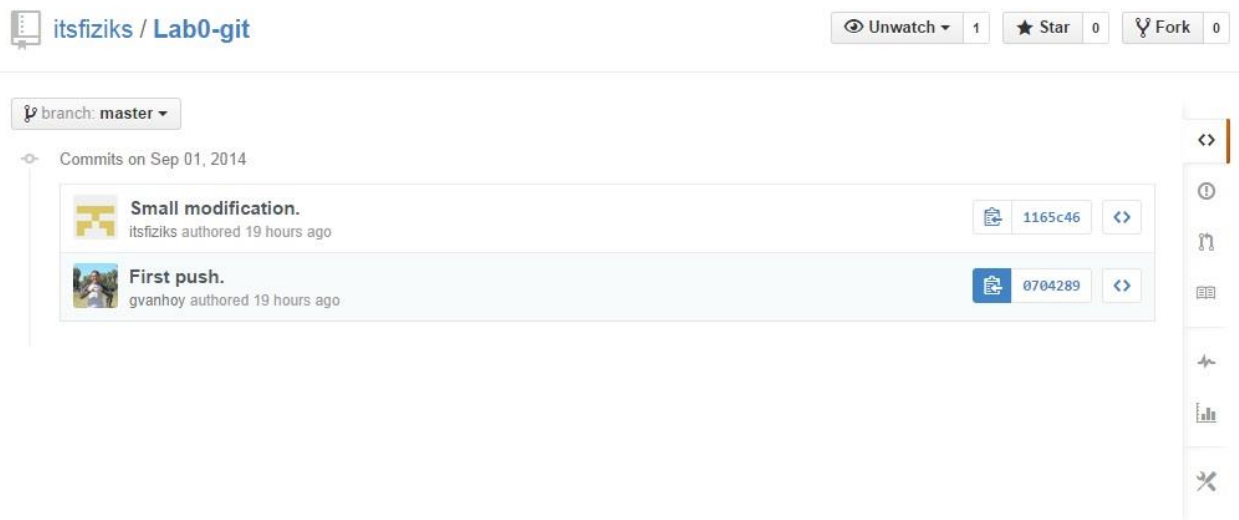 itsfiziks / Lab0-git
Unwatch 1 Star 0 Fork 0
branch: master
Commits on Sep 01, 2014
Small modification.
itsfiziks authored 19 hours ago
1165c46
First push.
gvanhoy authored 19 hours ago
0704289